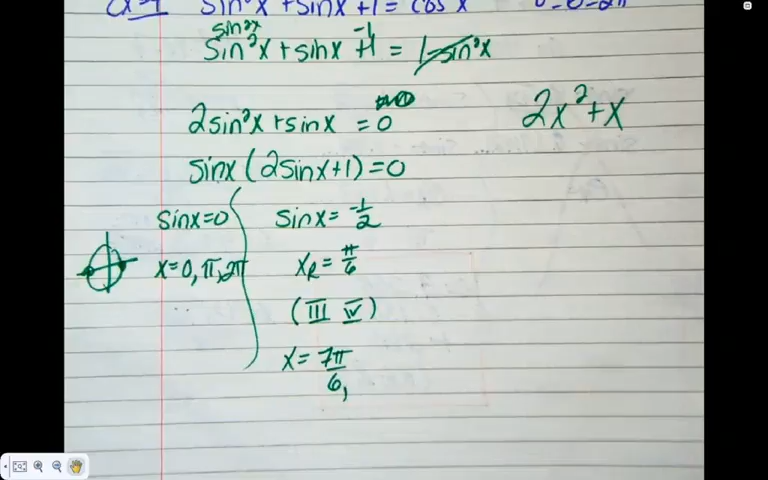 sin²x + sinx + 1 = cos²x
sin²x -1
sin²x + sinx + 1 = 1 - sin²x
2sin²x + sinx = 0
2x² + x
sinx (2sinx + 1) = 0
sinx = 0
sinx = -1/2
x = 0, π, 2π
x_R = π/6
(III IV)
x = 7π/6,